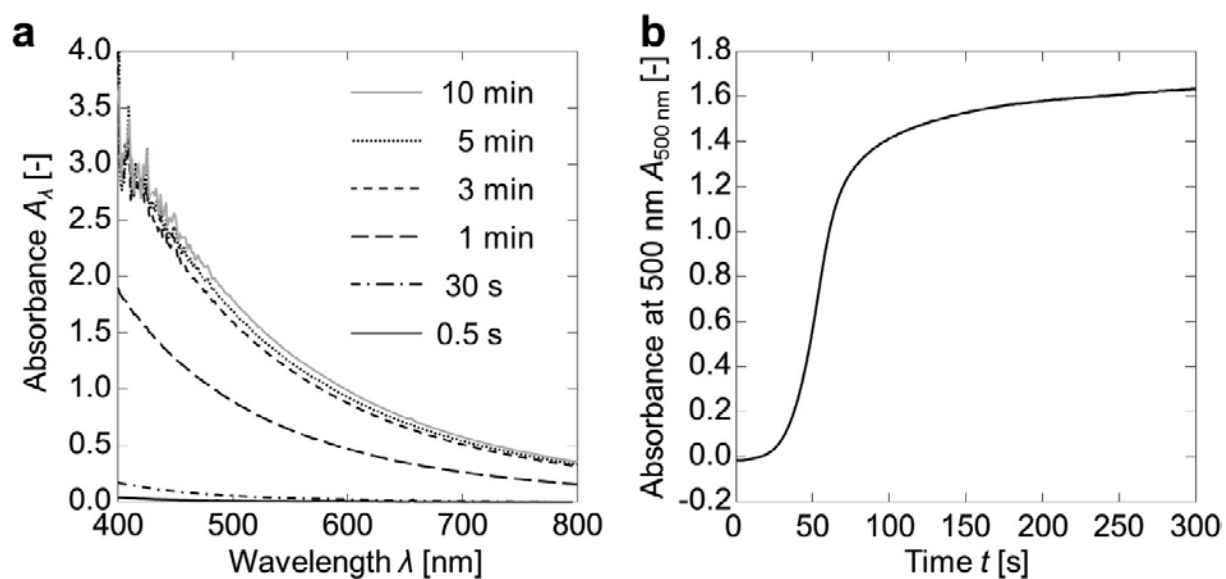 a
Absorbance Aλ [-]
4.0
3.5
3.0
2.5
2.0
1.5
1.0
0.5
0.0
400 500 600 700 800
Wavelength λ [nm]
10 min
5 min
3 min
1 min
30 s
0.5 s
b
Absorbance at 500 nm A500 nm [-]
1.8
1.6
1.4
1.2
1.0
0.8
0.6
0.4
0.2
0.0
-0.2
0 50 100 150 200 250 300
Time t [s]